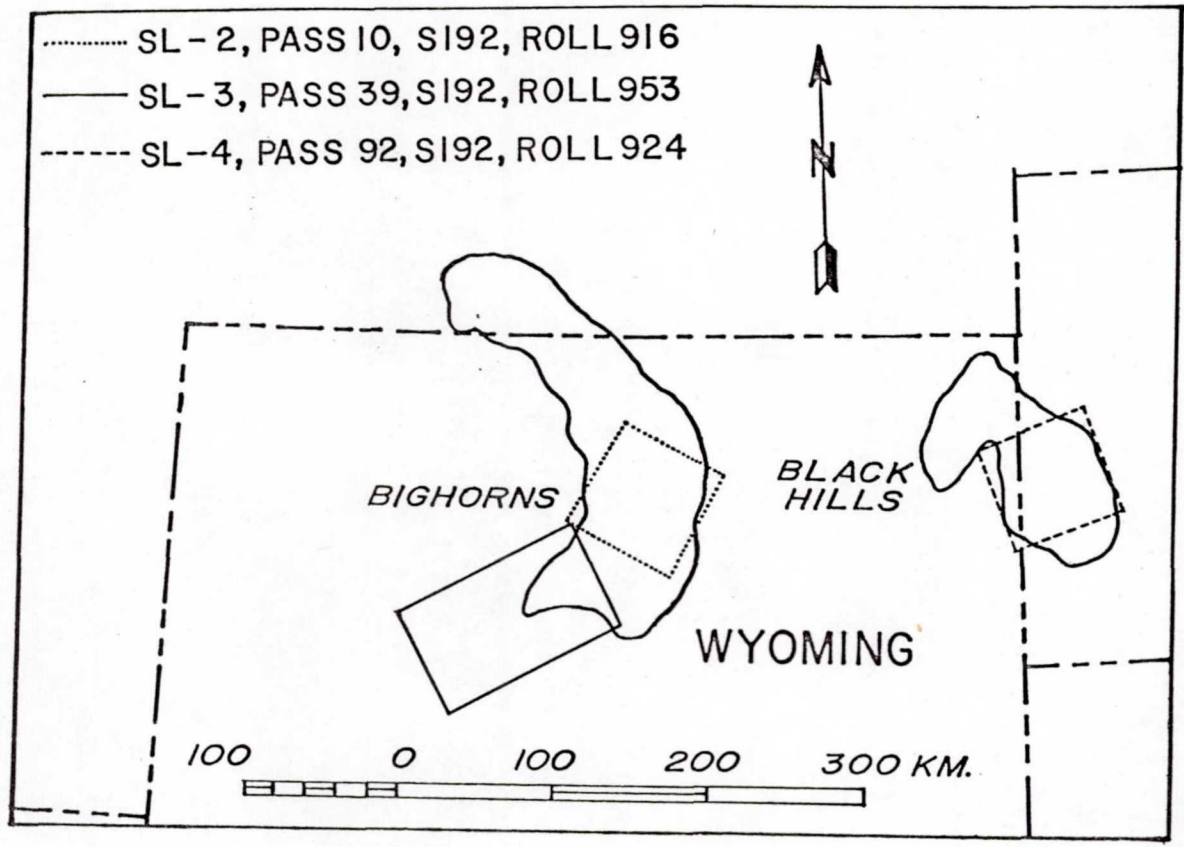 SL-2, PASS 10, S192, ROLL 916
SL-3, PASS 39, S192, ROLL 953
SL-4, PASS 92, S192, ROLL 924
N
BIGHORNS
BLACK
HILLS
WYOMING
100 0 100 200 300 KM.